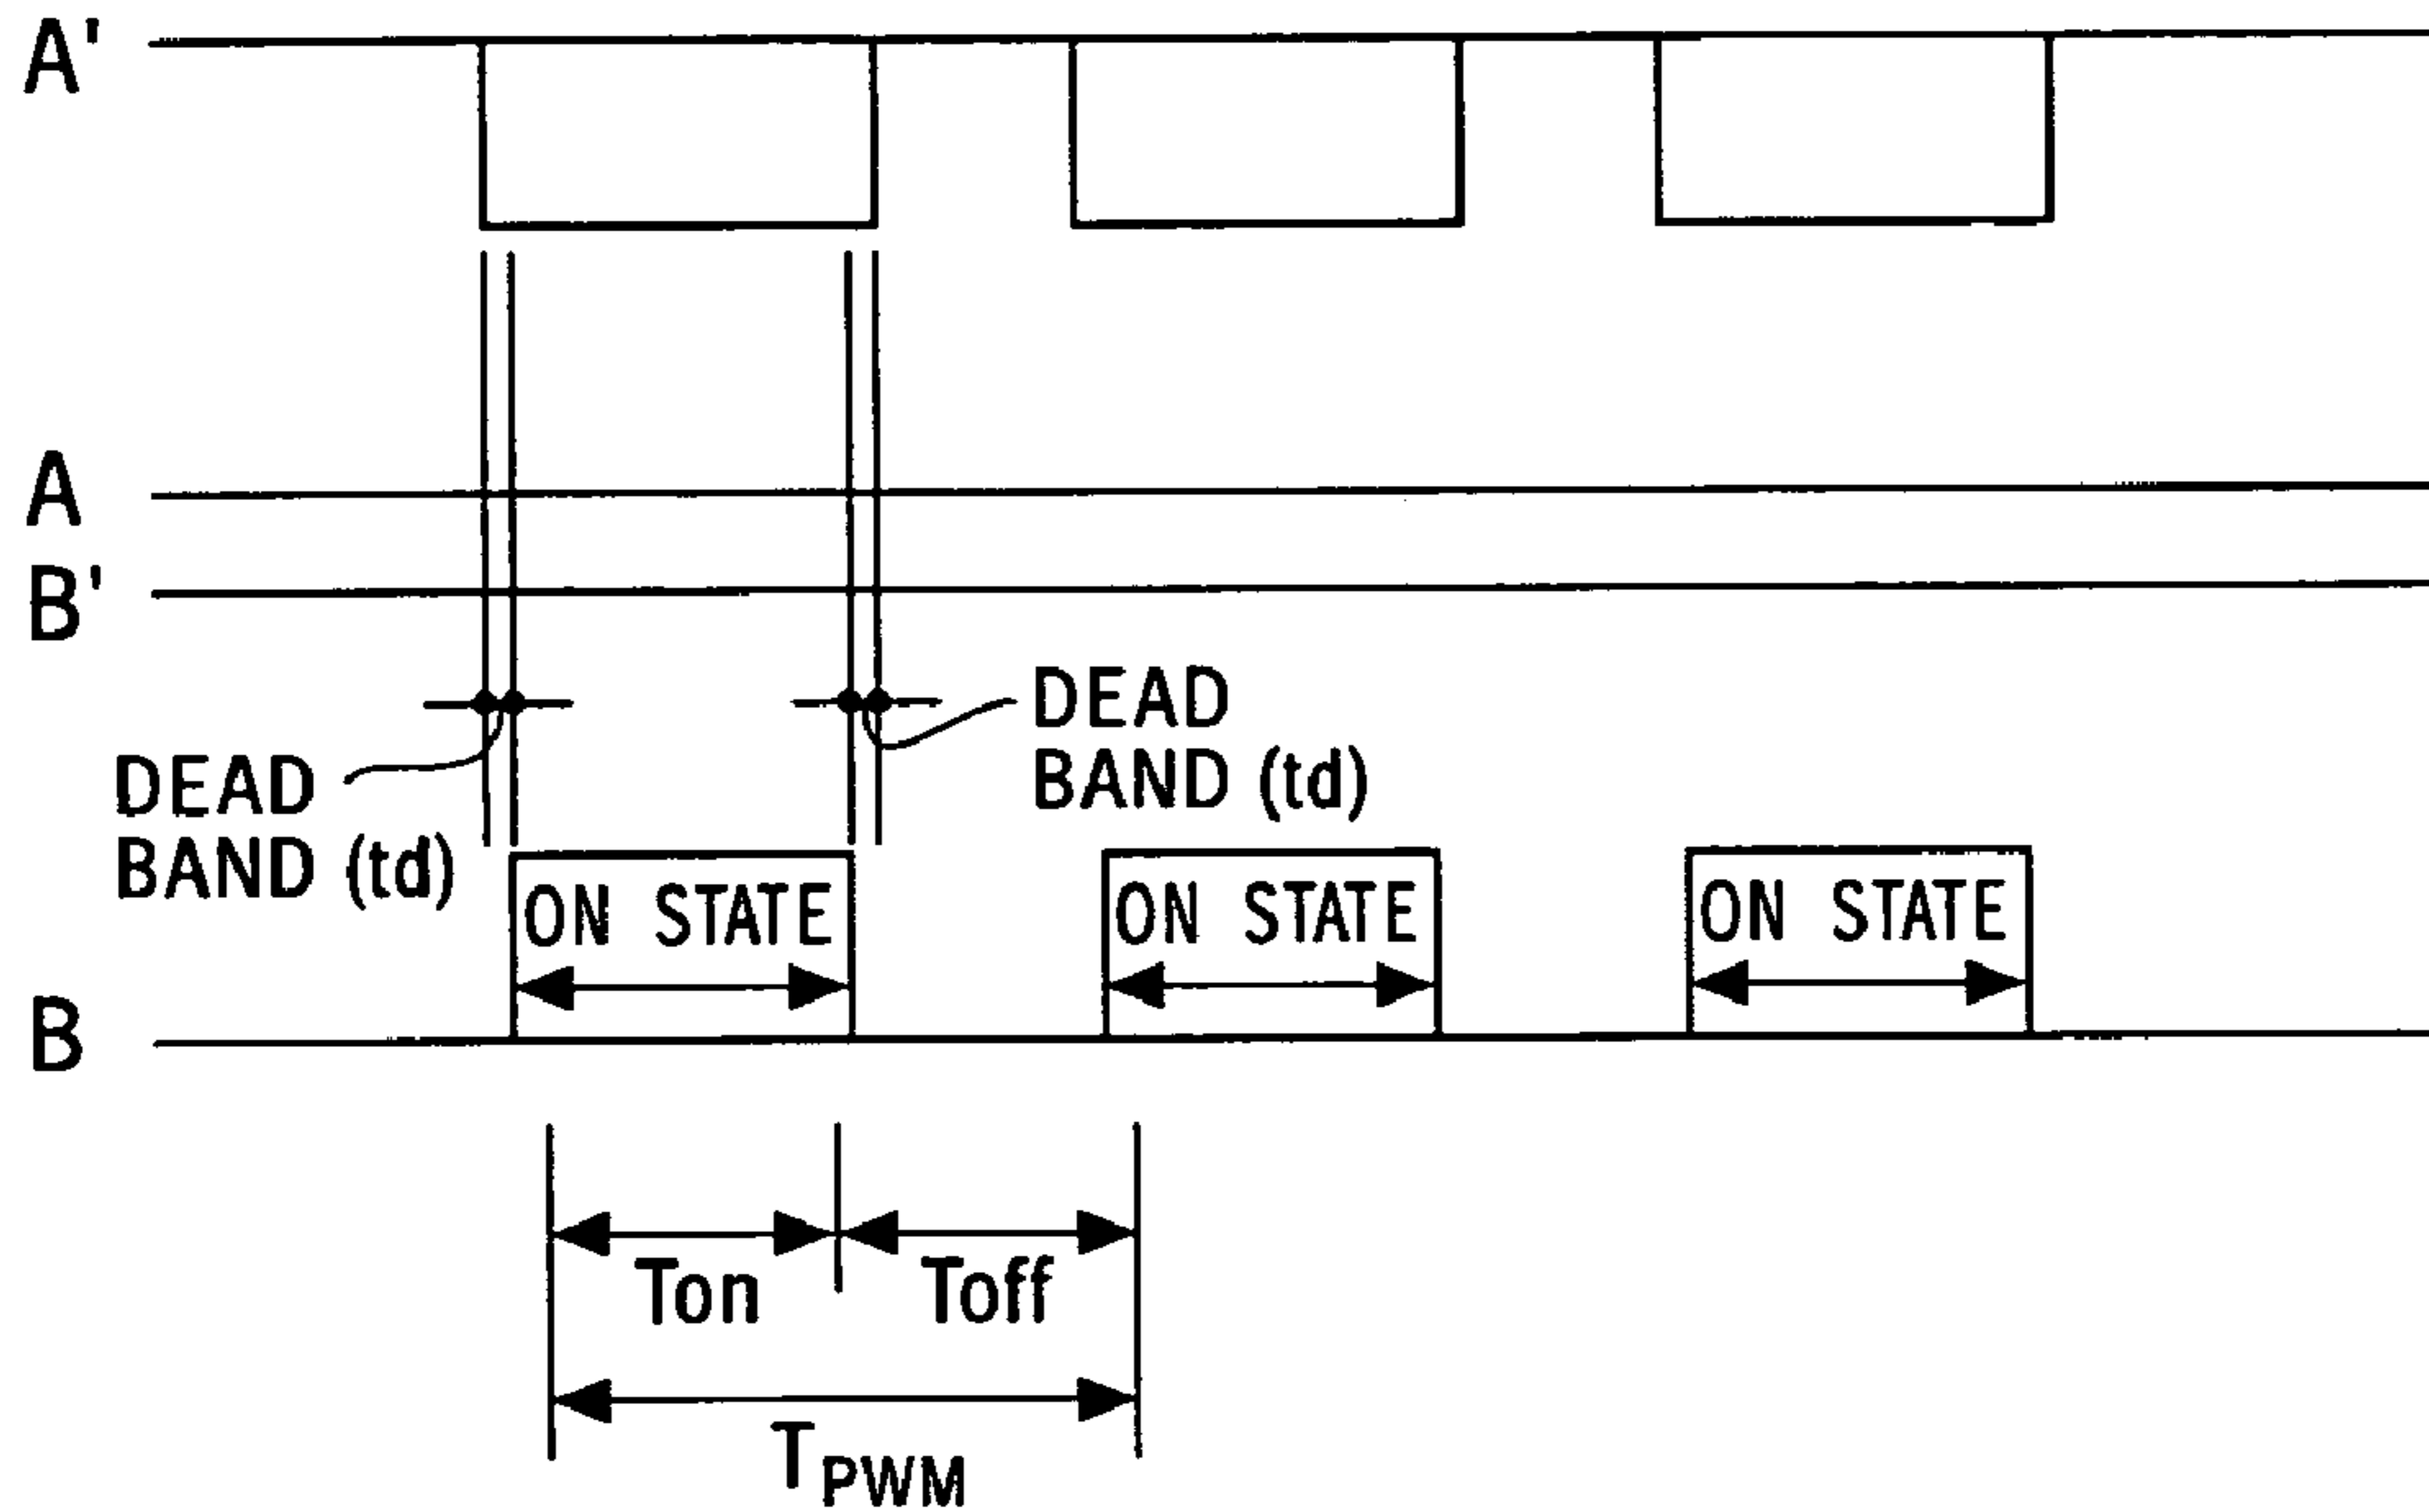 A'
A
B'
DEAD
BAND (td)
DEAD
BAND (td)
ON STATE
ON STATE
ON STATE
B
Ton
Toff
TPWM